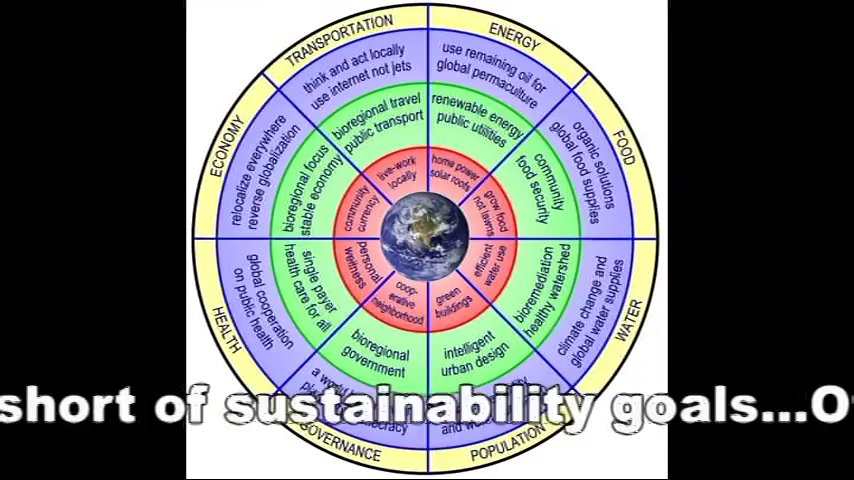 TRANSPORTATION
ENERGY
think and act locally
use internet not jets
use remaining oil for
global permaculture
bioregional travel
public transport
renewable energy
public utilities
ECONOMY
relocalize everywhere
reverse globalization
bioregional focus
stable economy
live-work
locally
home power
solar roofs
community
food security
organic solutions
global food supplies
FOOD
community
currency
grow food
not lawns
HEALTH
global cooperation
on public health
single payer
health care for all
personal
wellness
efficient
water use
bioremediation
healthy watershed
climate change and
global water supplies
WATER
coop-
erative
neighborhood
green
buildings
bioregional
government
intelligent
urban design
short of sustainability goals...O
GOVERNANCE
POPULATION